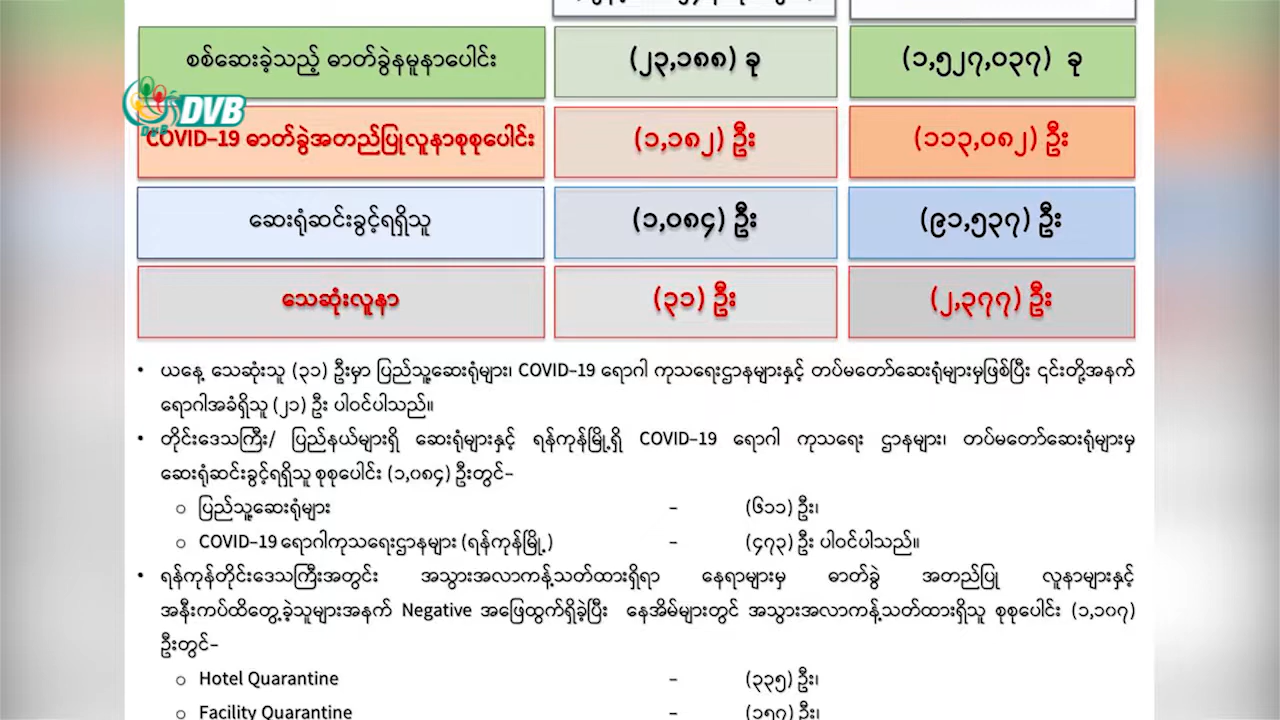 စစ်ဆေးခဲ့သည့် ဓာတ်ခွဲနမူနာပေါင်း (၂၃,၁၈၈) ခု (၁,၅၂၇,၀၃၇) ခု
DVB
COVID-19 ဓာတ်ခွဲအတည်ပြုလူနာစုစုပေါင်း (၁,၁၈၂) ဦး (၁၁၃,၀၈၂) ဦး
ဆေးရုံဆင်းခွင့်ရရှိသူ (၁,၀၈၄) ဦး (၉၁,၅၃၇) ဦး
သေဆုံးလူနာ (၃၁) ဦး (၂,၃၇၇) ဦး
• ယနေ့ သေဆုံးသူ (၃၁) ဦးမှာ ပြည်သူ့ဆေးရုံများ၊ COVID-19 ရောဂါ ကုသရေးဌာနများနှင့် တပ်မတော်ဆေးရုံများမှဖြစ်ပြီး ၎င်းတို့အနက်
ရောဂါအခံရှိသူ (၂၁) ဦး ပါဝင်ပါသည်။
• တိုင်းဒေသကြီး/ ပြည်နယ်များရှိ ဆေးရုံများနှင့် ရန်ကုန်မြို့ရှိ COVID-19 ရောဂါ ကုသရေး ဌာနများ၊ တပ်မတော်ဆေးရုံများမှ
ဆေးရုံဆင်းခွင့်ရရှိသူ စုစုပေါင်း (၁,၀၈၄) ဦးတွင်-
o ပြည်သူ့ဆေးရုံများ - (၆၁၁) ဦး၊
o COVID-19 ရောဂါကုသရေးဌာနများ (ရန်ကုန်မြို့) - (၄၇၃) ဦး ပါဝင်ပါသည်။
• ရန်ကုန်တိုင်းဒေသကြီးအတွင်း အသွားအလာကန့်သတ်ထားရှိရာ နေရာများမှ ဓာတ်ခွဲ အတည်ပြု လူနာများနှင့်
အနီးကပ်ထိတွေ့ခဲ့သူများအနက် Negative အဖြေထွက်ရှိခဲ့ပြီး နေအိမ်များတွင် အသွားအလာကန့်သတ်ထားရှိသူ စုစုပေါင်း (၁,၁၀၇)
ဦးတွင်-
o Hotel Quarantine - (၃၃၅) ဦး၊
o Facility Quarantine - (၁၅၇) ဦး၊